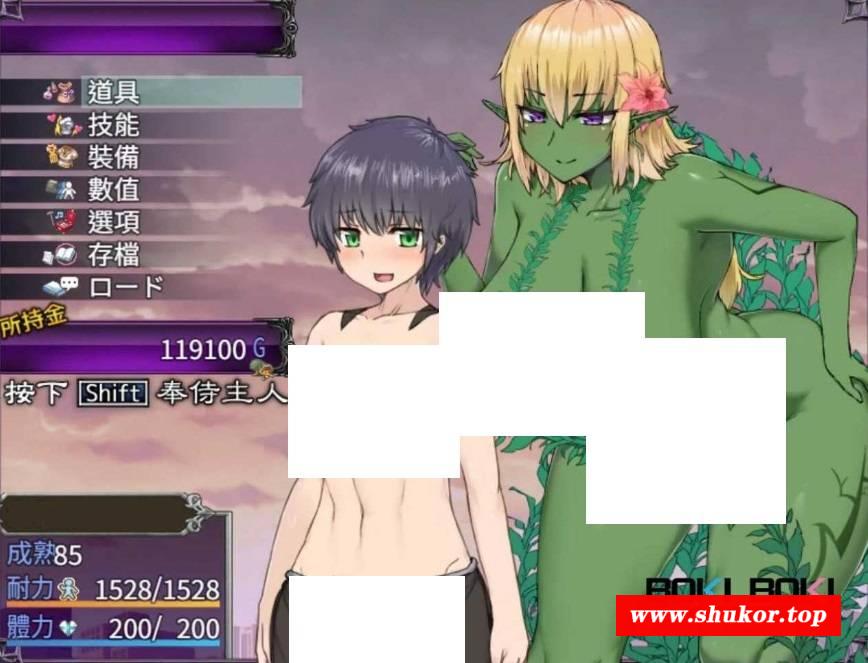 道具
技能
裝備
數值
選項
存檔
ロード
所持金
119100 G
按下 Shift 奉侍主人
成熟85
耐力 1528/1528
體力 200/ 200
BOKI BOKI
www.shukor.top